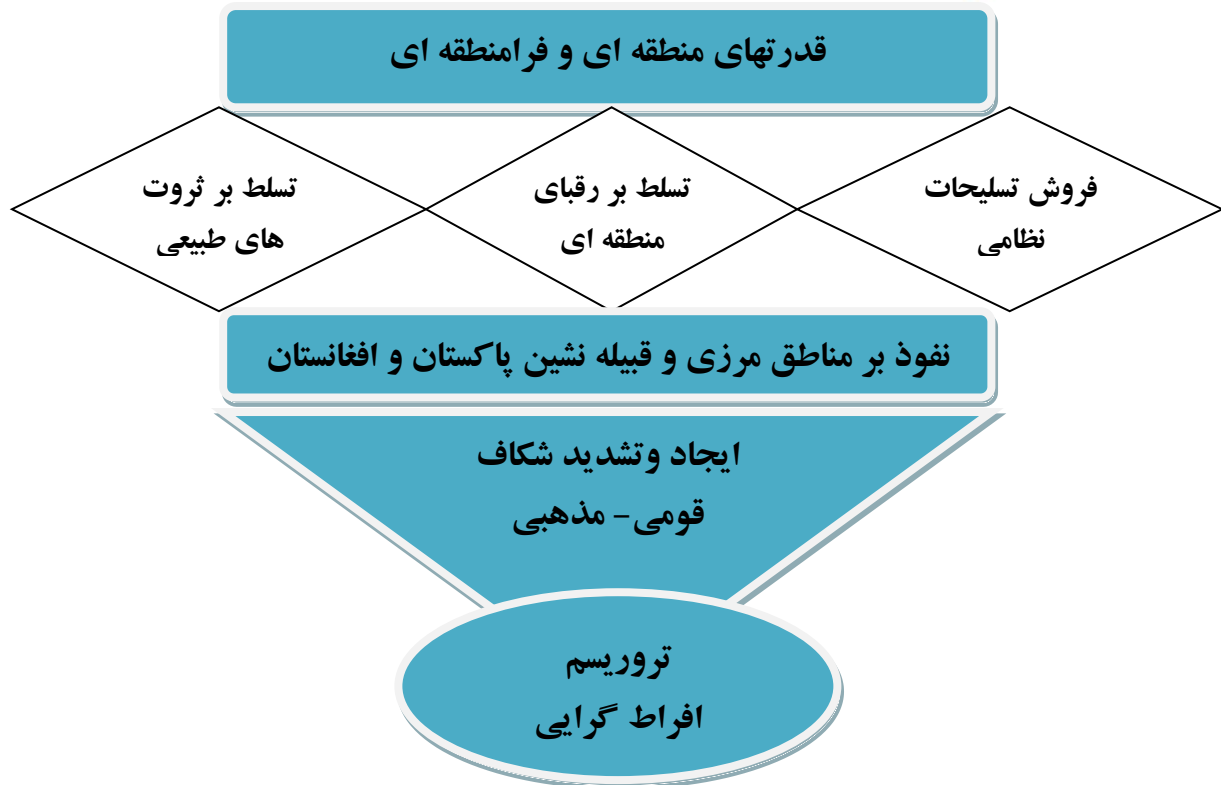 قدرتهای منطقه ای و فرامنطقه ای
فروش تسلیحات
نظامی
تسلط بر رقبای
منطقه ای
تسلط بر ثروت
های طبیعی
نفوذ بر مناطق مرزی و قبیله نشین پاکستان و افغانستان
ایجاد وتشدید شکاف
قومی- مذهبی
تروریسم
افراط گرایی